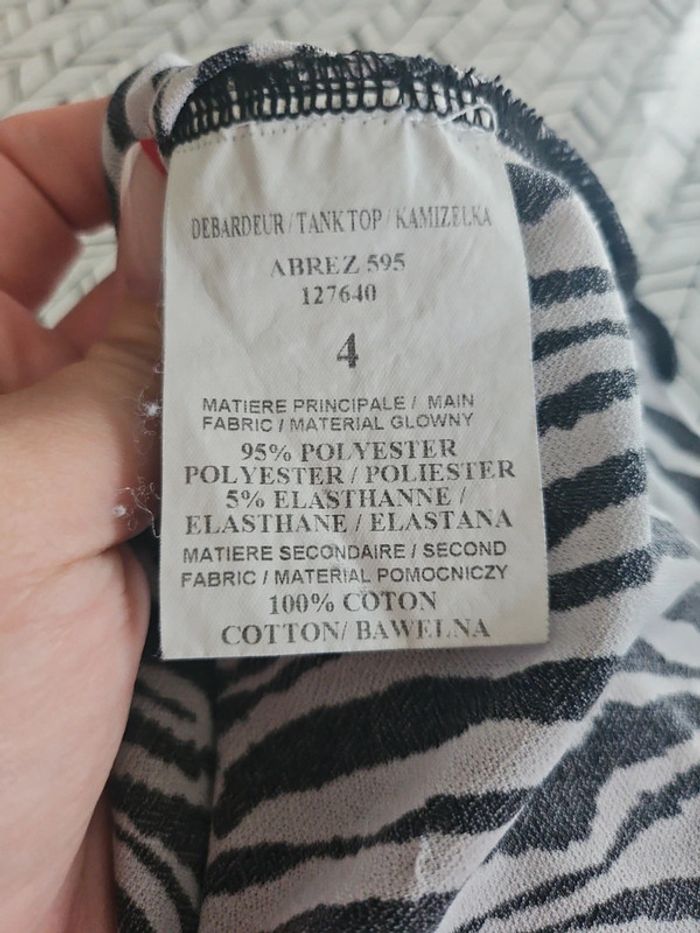 DEBARDEUR / TANK TOP / KAMIZELKA
ABREZ 595
127640
4
MATIERE PRINCIPALE / MAIN
FABRIC / MATERIAL GLOWNY
95% POLYESTER
POLYESTER / POLIESTER
5% ELASTHANNE /
ELASTHANE / ELASTANA
MATIERE SECONDAIRE / SECOND
FABRIC / MATERIAL POMOCNICZY
100% COTON
COTTON/ BAWELNA